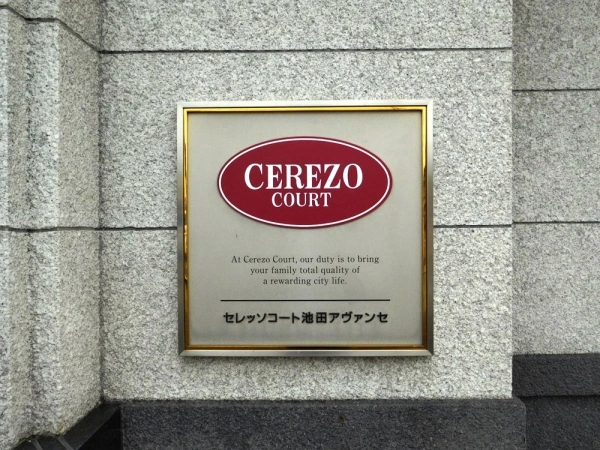 CEREZO
COURT
At Cerezo Court, our duty is to bring
your family total quality of
a rewarding city life.
セレッソコート池田アヴァンセ